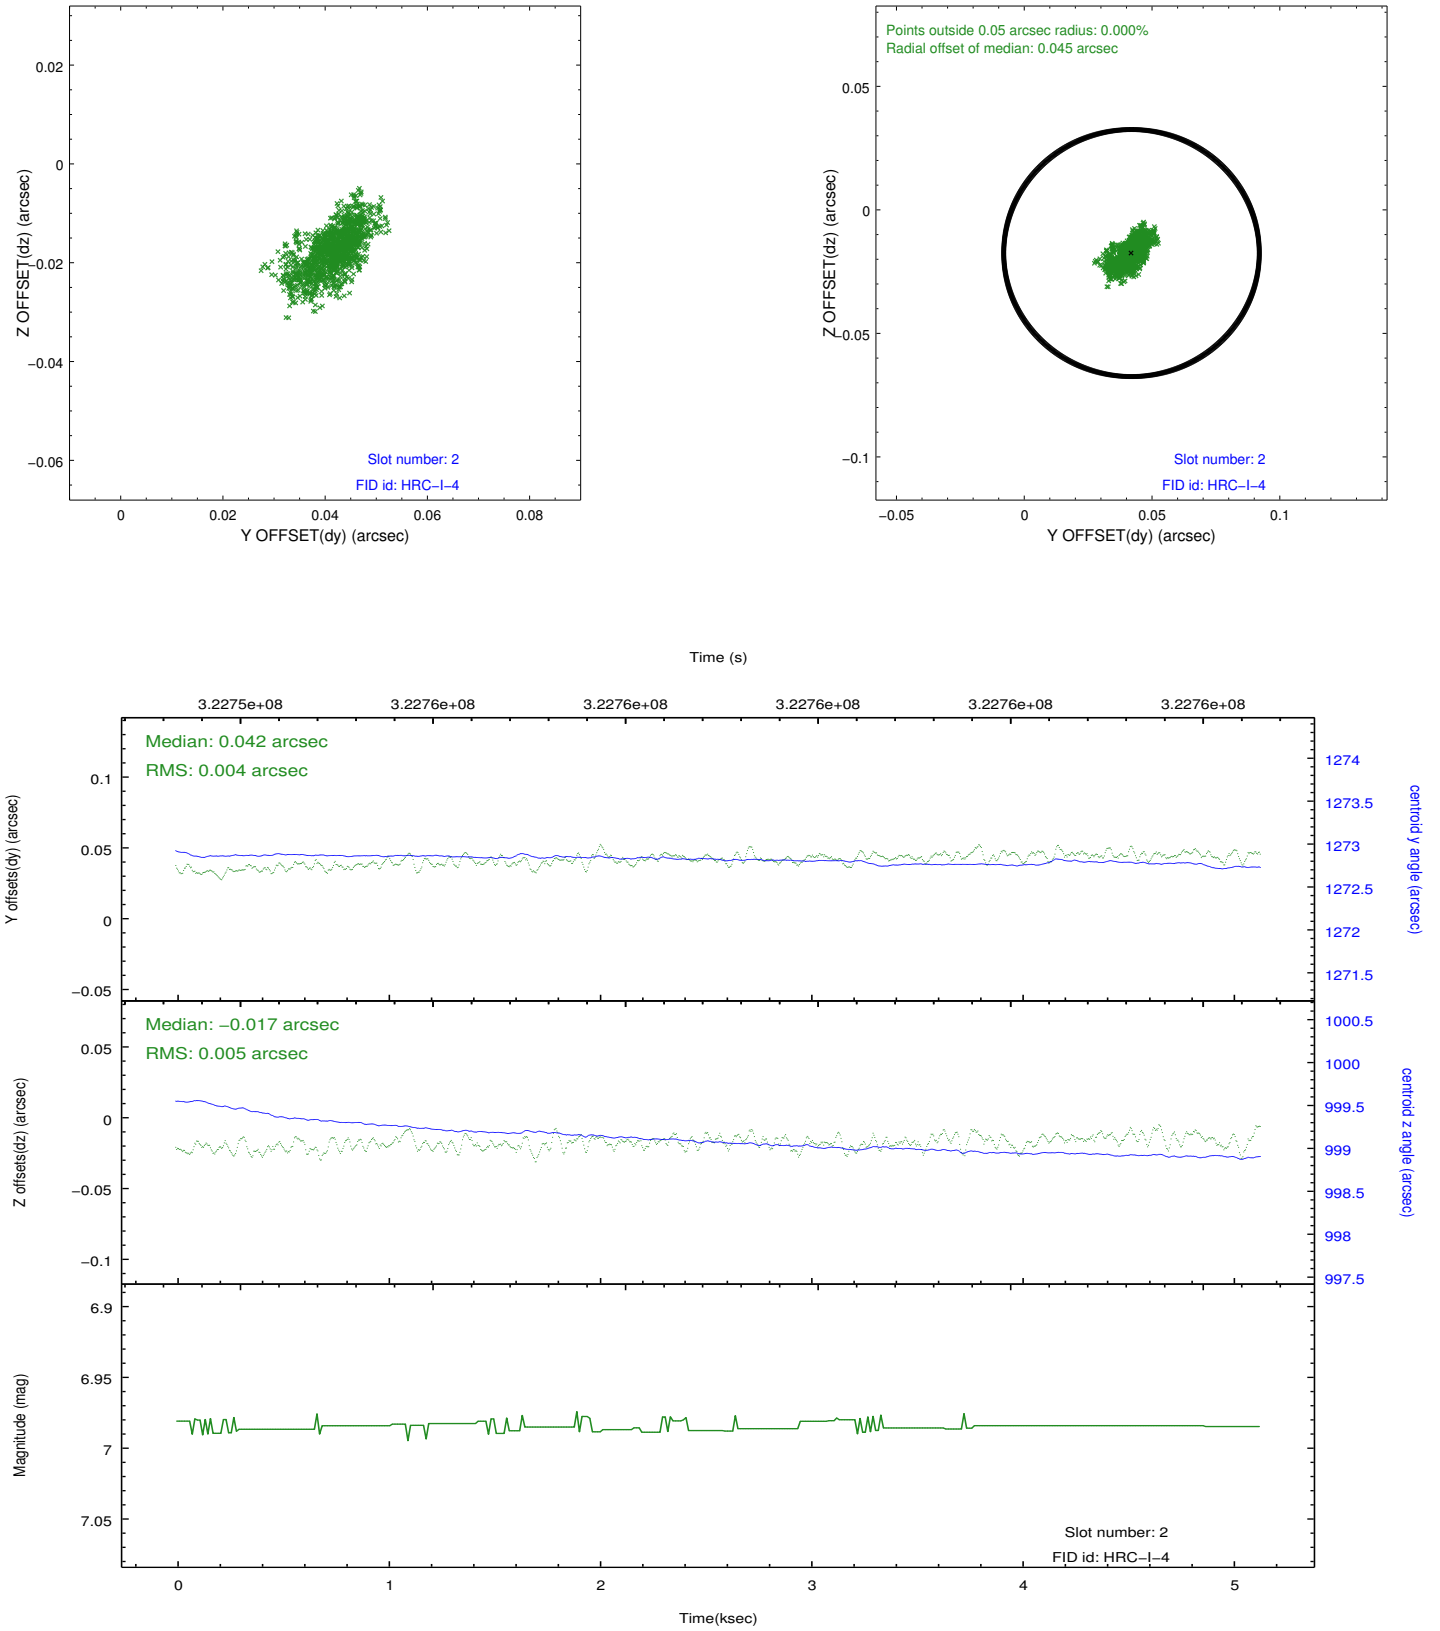 0.02
0
−0.02
−0.04
−0.06
Z OFFSET(dz) (arcsec)
Slot number: 2
FID id: HRC−I−4
0
0.02
0.04
0.06
0.08
Y OFFSET(dy) (arcsec)
Points outside 0.05 arcsec radius: 0.000%
Radial offset of median: 0.045 arcsec
0.05
0
−0.05
−0.1
Z OFFSET(dz) (arcsec)
Slot number: 2
FID id: HRC−I−4
−0.05
0
0.05
0.1
Y OFFSET(dy) (arcsec)
Time (s)
3.2275e+08
3.2276e+08
3.2276e+08
3.2276e+08
3.2276e+08
3.2276e+08
Median: 0.042 arcsec
RMS: 0.004 arcsec
0.1
0.05
0
−0.05
Y offsets(dy) (arcsec)
1274
1273.5
1273
1272.5
1272
1271.5
centroid y angle (arcsec)
Median: −0.017 arcsec
RMS: 0.005 arcsec
0.05
0
−0.05
−0.1
Z offsets(dz) (arcsec)
1000.5
1000
999.5
999
998.5
998
997.5
centroid z angle (arcsec)
6.9
6.95
7
7.05
Magnitude (mag)
Slot number: 2
FID id: HRC−I−4
0
1
2
3
4
5
Time(ksec)